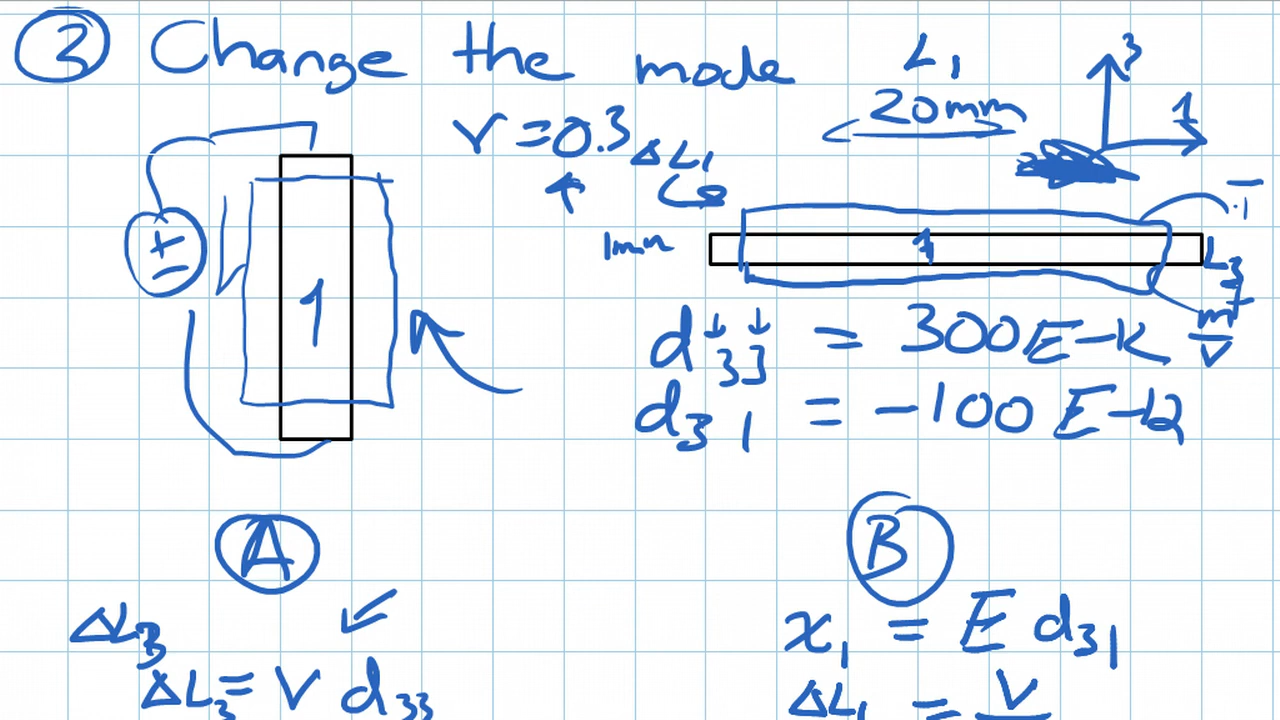 3 Change the mode
L₁
20mm
3
1
V = 0.3
ΔL₁
1mm
1
L₃
1
d₃₃ = 300E-12 m/V
d₃₁ = -100E-12
A
B
ΔL₃
ΔL₃ = V d₃₃
x₁ = E d₃₁
ΔL₁ = V